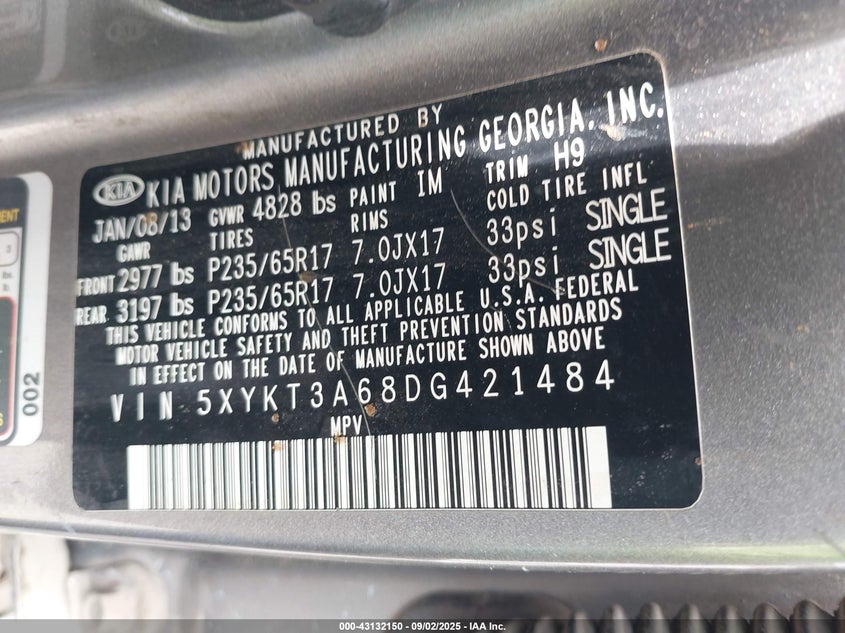 MANUFACTURED BY
KIA KIA MOTORS MANUFACTURING GEORGIA, INC.
JAN/08/13 GVWR 4828 lbs PAINT IM TRIM H9
GAWR TIRES RIMS COLD TIRE INFL
FRONT 2977 lbs P235/65R17 7.0JX17 33psi SINGLE
REAR 3197 lbs P235/65R17 7.0JX17 33psi SINGLE
THIS VEHICLE CONFORMS TO ALL APPLICABLE U.S.A. FEDERAL
MOTOR VEHICLE SAFETY AND THEFT PREVENTION STANDARDS
IN EFFECT ON THE DATE OF MANUFACTURE SHOWN ABOVE
VIN 5XYKT3A68DG421484
MPV
3
002
000-43132150 - 09/02/2025 - IAA Inc.